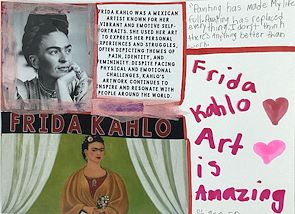 FRIDA KAHLO WAS A MEXICAN
ARTIST KNOWN FOR HER
VIBRANT AND EMOTIVE SELF-
PORTRAITS. SHE USED HER ART
TO EXPRESS HER PERSONAL
EXPERIENCES AND STRUGGLES,
OFTEN DEPICTING THEMES OF
PAIN, IDENTITY, AND
FEMININITY. DESPITE FACING
PHYSICAL AND EMOTIONAL
CHALLENGES, KAHLO'S
ARTWORK CONTINUES TO
INSPIRE AND RESONATE WITH
PEOPLE AROUND THE WORLD.
"Painting has made my life
full. Painting has replaced
everything. I don't think
there's anything better than
work."
Frida
Kahlo
Art
is
Amazing
FRIDA KAHLO